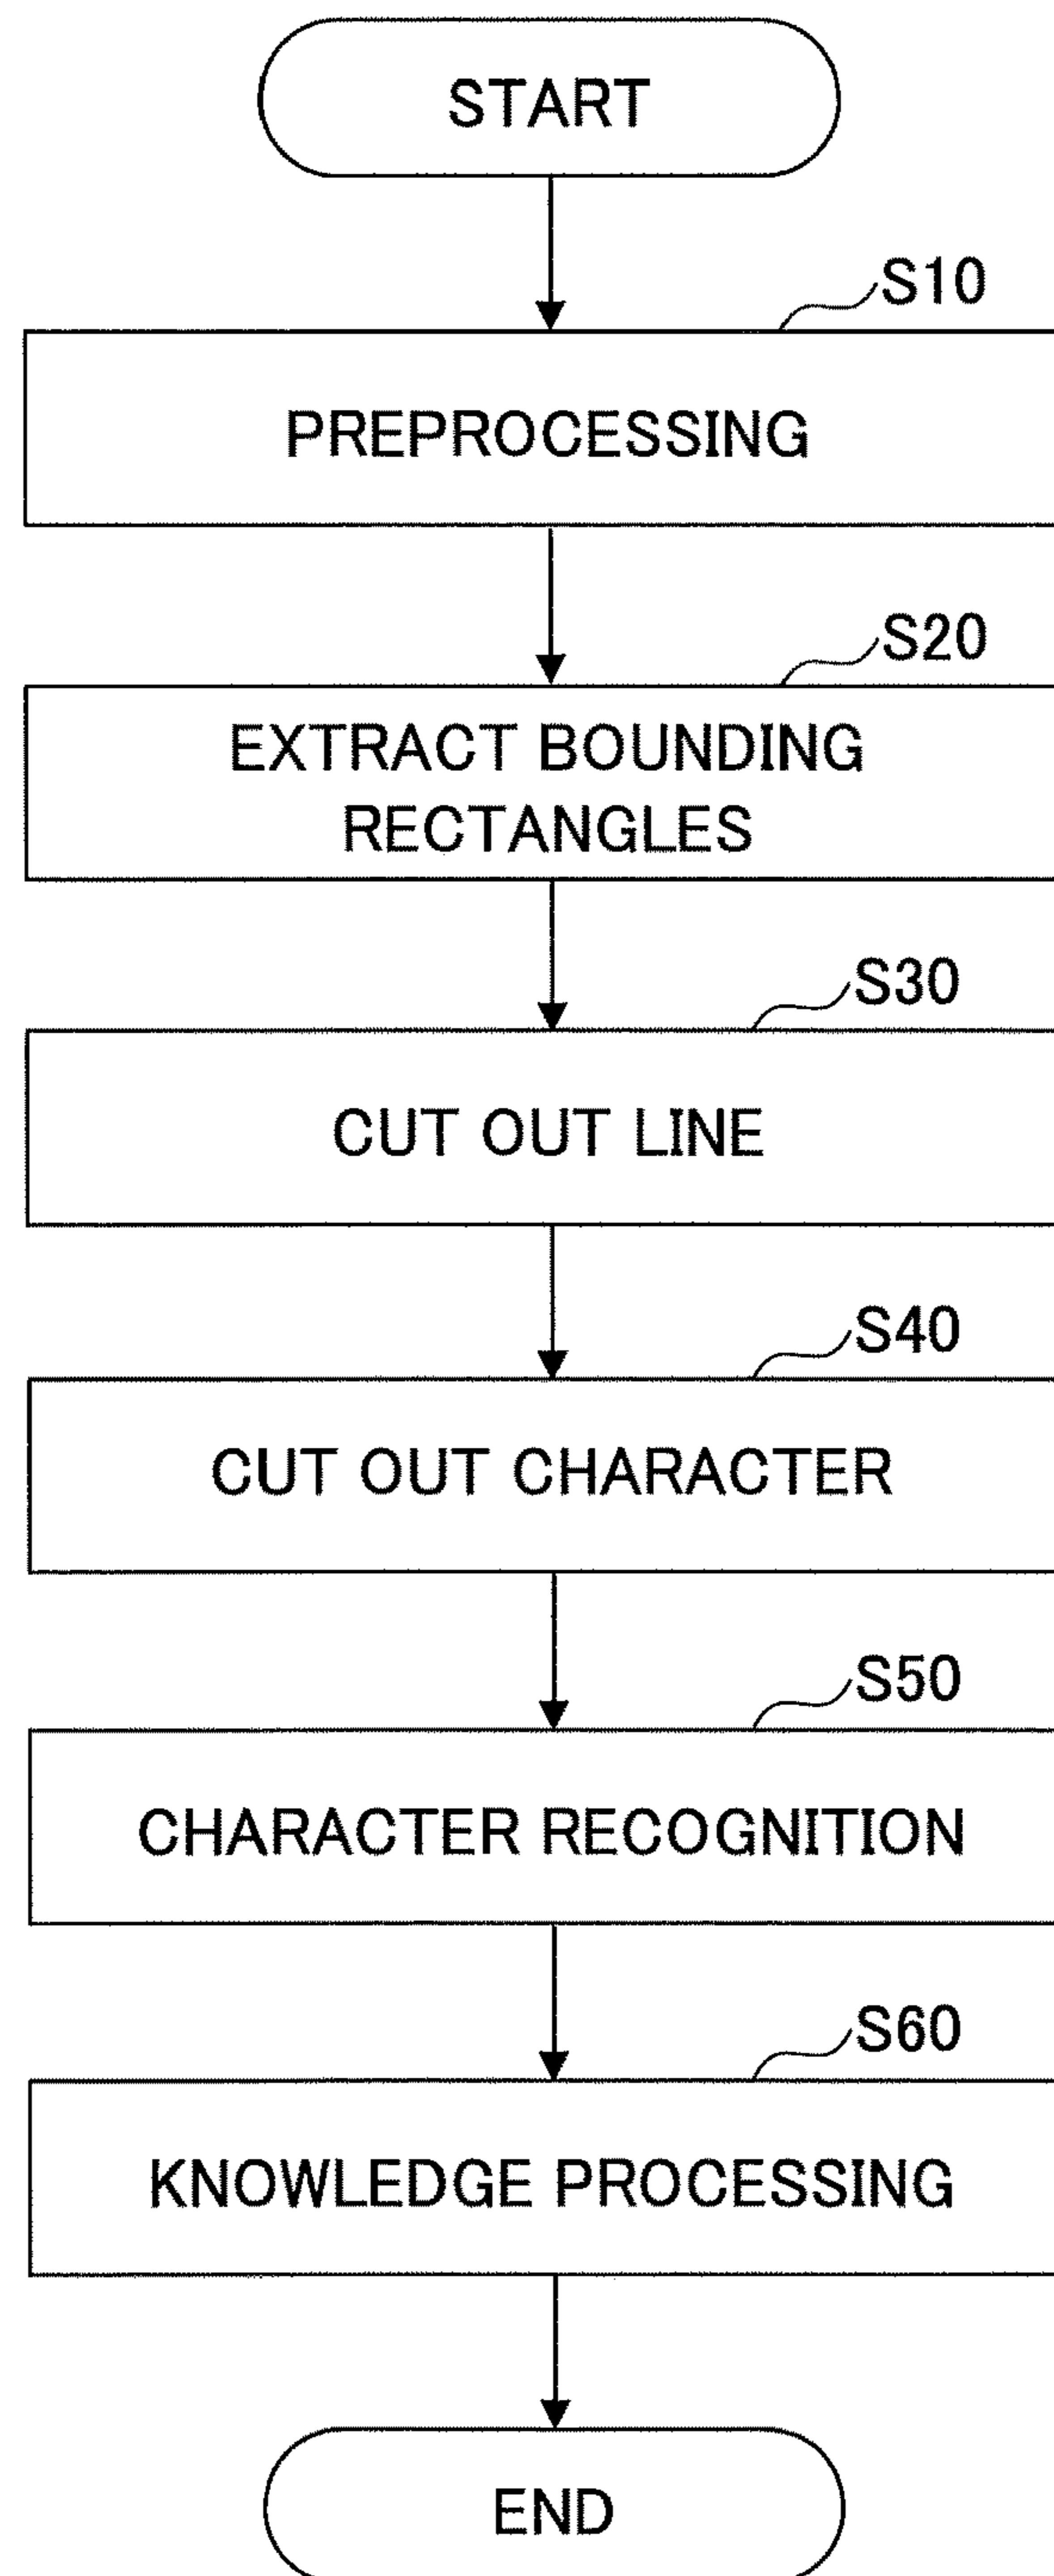 START
S10
PREPROCESSING
S20
EXTRACT BOUNDING
RECTANGLES
S30
CUT OUT LINE
S40
CUT OUT CHARACTER
S50
CHARACTER RECOGNITION
S60
KNOWLEDGE PROCESSING
END